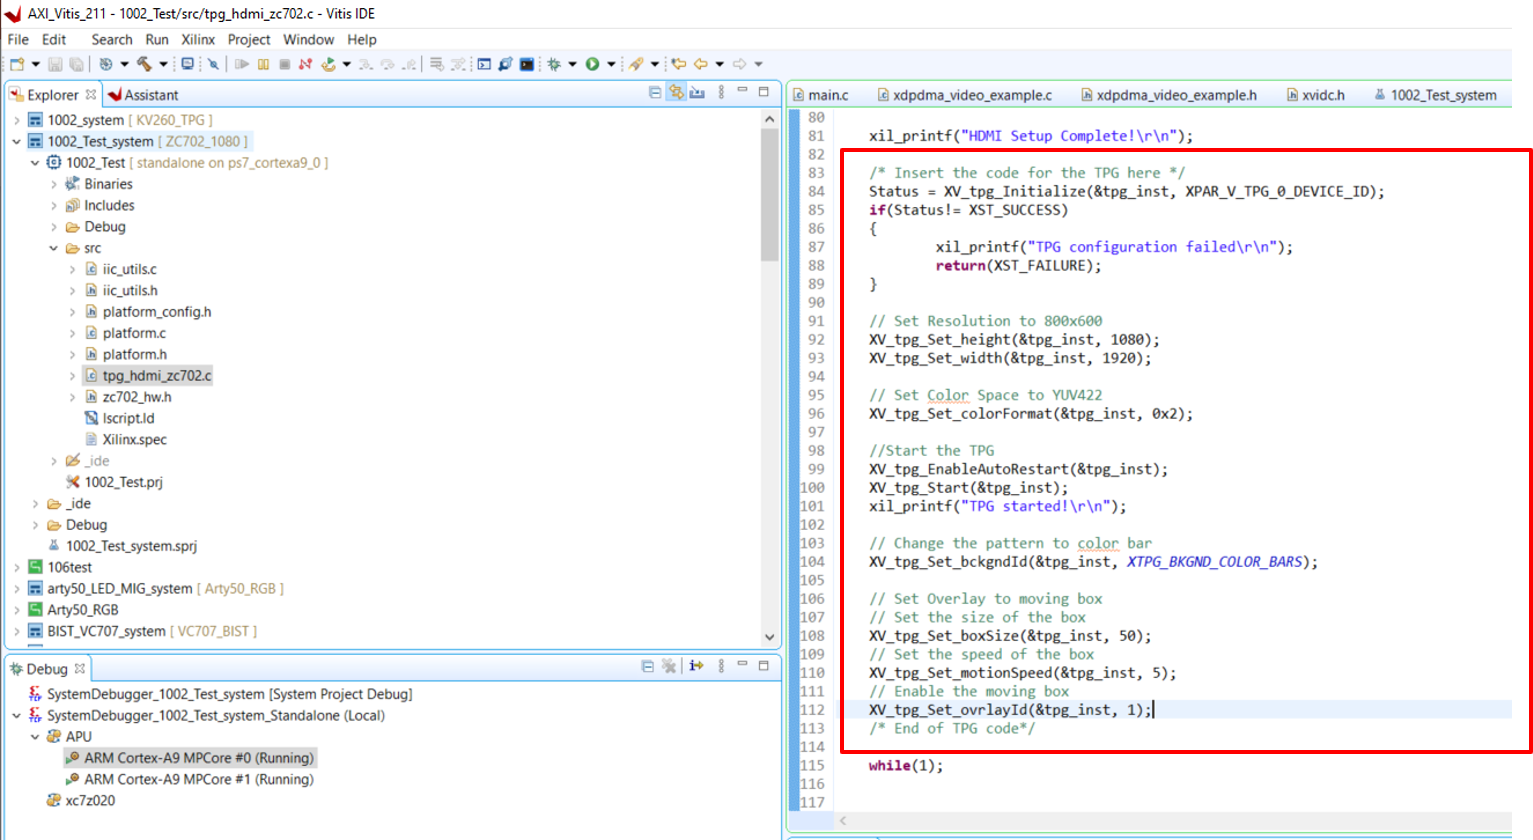 AXI_Vitis_211 - 1002_Test/src/tpg_hdmi_zc702.c - Vitis IDE
File Edit Search Run Xilinx Project Window Help
Explorer Assistant
1002_system [ KV260_TPG ]
1002_Test_system [ ZC702_1080 ]
1002_Test [ standalone on ps7_cortexa9_0 ]
Binaries
Includes
Debug
src
iic_utils.c
iic_utils.h
platform_config.h
platform.c
platform.h
tpg_hdmi_zc702.c
zc702_hw.h
lscript.ld
Xilinx.spec
_ide
1002_Test.prj
_ide
Debug
1002_Test_system.sprj
106test
arty50_LED_MIG_system [ Arty50_RGB ]
Arty50_RGB
BIST_VC707_system [ VC707_BIST ]
Debug
SystemDebugger_1002_Test_system [System Project Debug]
SystemDebugger_1002_Test_system_Standalone (Local)
APU
ARM Cortex-A9 MPCore #0 (Running)
ARM Cortex-A9 MPCore #1 (Running)
xc7z020
main.c xdpdma_video_example.c xdpdma_video_example.h xvidc.h 1002_Test_system
80
81 xil_printf("HDMI Setup Complete!\r\n");
82
83 /* Insert the code for the TPG here */
84 Status = XV_tpg_Initialize(&tpg_inst, XPAR_V_TPG_0_DEVICE_ID);
85 if(Status!= XST_SUCCESS)
86 {
87 xil_printf("TPG configuration failed\r\n");
88 return(XST_FAILURE);
89 }
90
91 // Set Resolution to 800x600
92 XV_tpg_Set_height(&tpg_inst, 1080);
93 XV_tpg_Set_width(&tpg_inst, 1920);
94
95 // Set Color Space to YUV422
96 XV_tpg_Set_colorFormat(&tpg_inst, 0x2);
97
98 //Start the TPG
99 XV_tpg_EnableAutoRestart(&tpg_inst);
100 XV_tpg_Start(&tpg_inst);
101 xil_printf("TPG started!\r\n");
102
103 // Change the pattern to color bar
104 XV_tpg_Set_bckgndId(&tpg_inst, XTPG_BKGND_COLOR_BARS);
105
106 // Set Overlay to moving box
107 // Set the size of the box
108 XV_tpg_Set_boxSize(&tpg_inst, 50);
109 // Set the speed of the box
110 XV_tpg_Set_motionSpeed(&tpg_inst, 5);
111 // Enable the moving box
112 XV_tpg_Set_ovrlayId(&tpg_inst, 1);
113 /* End of TPG code*/
114
115 while(1);
116
117